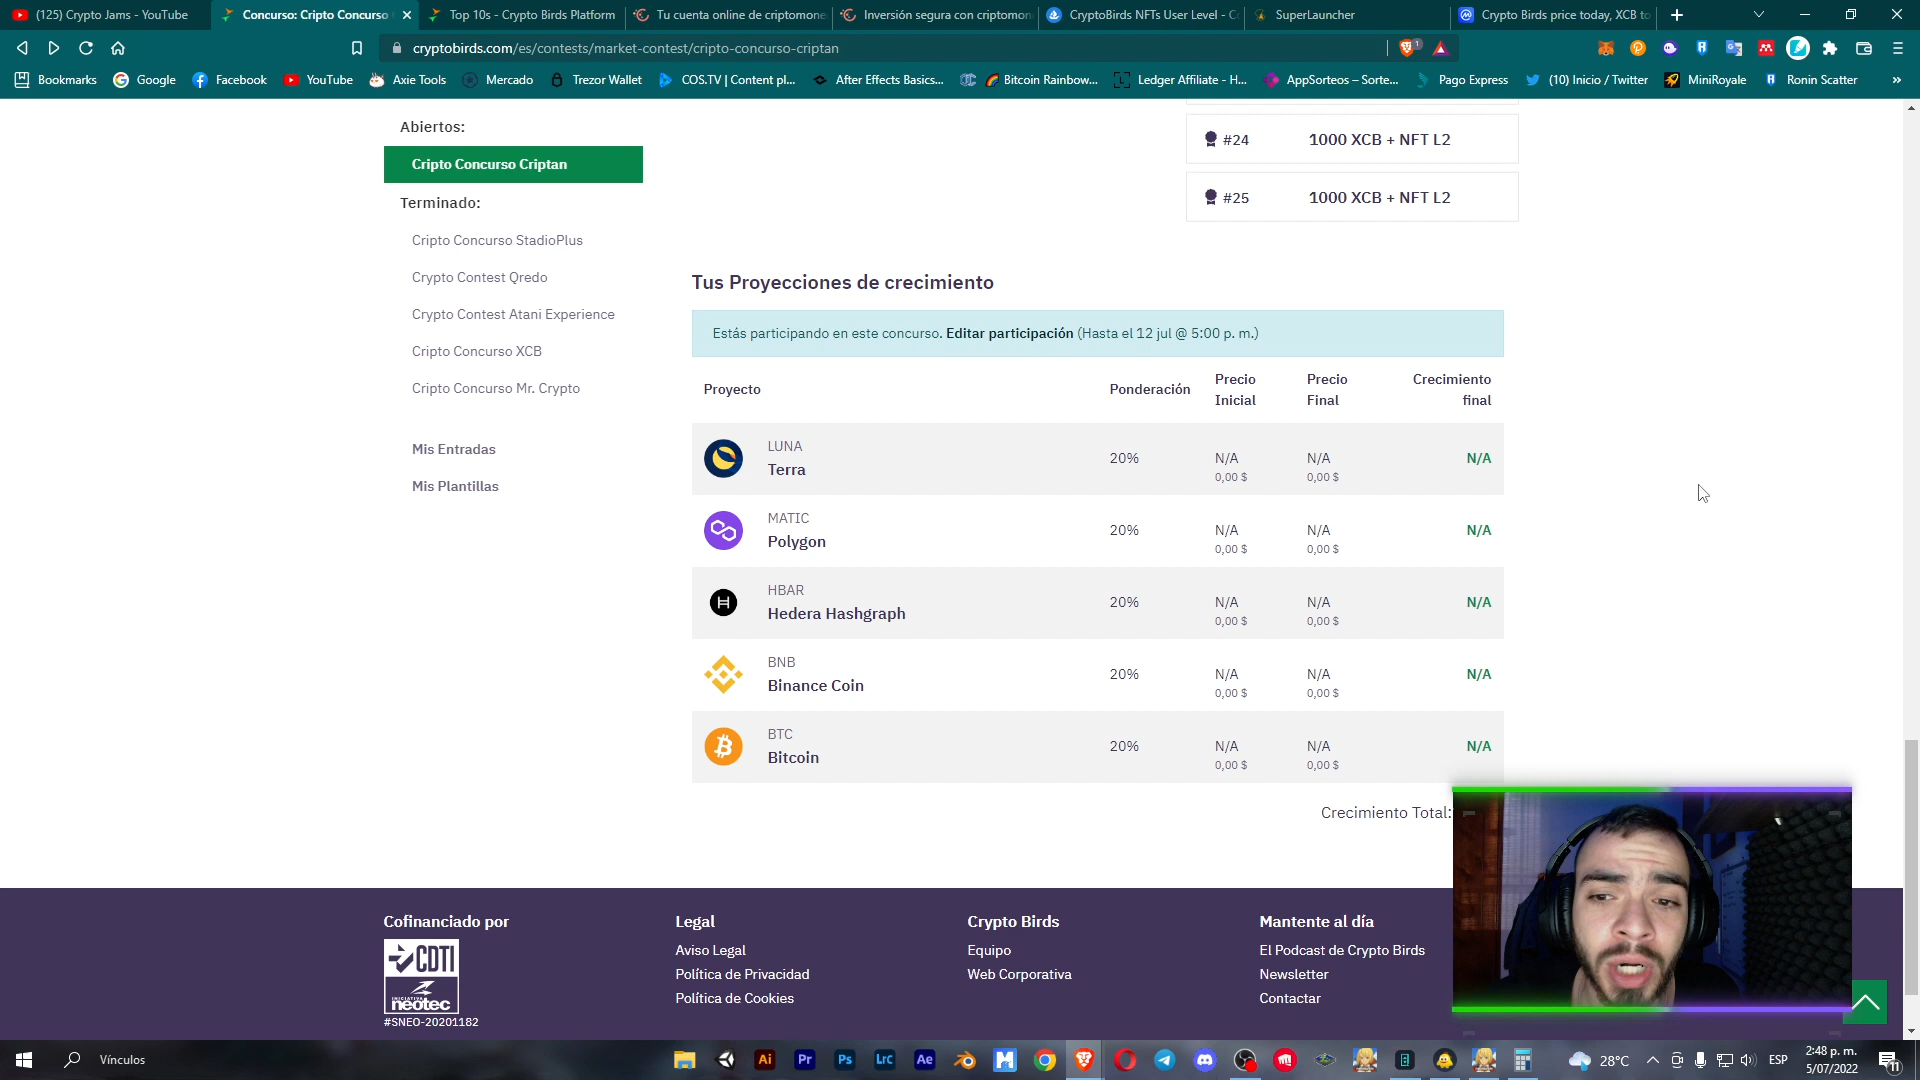 (125) Crypto Jams - YouTube
Concurso: Cripto Concurso
Top 10s - Crypto Birds Platform
Tu cuenta online de criptomone
Inversión segura con criptomon
CryptoBirds NFTs User Level - C
SuperLauncher
Crypto Birds price today, XCB to
cryptobirds.com/es/contests/market-contest/cripto-concurso-criptan
1
Bookmarks
Google
Facebook
YouTube
Axie Tools
Mercado
Trezor Wallet
COS.TV | Content pl...
After Effects Basics...
Bitcoin Rainbow...
Ledger Affiliate - H...
AppSorteos – Sorte...
Pago Express
(10) Inicio / Twitter
MiniRoyale
Ronin Scatter
»
Abiertos:
Cripto Concurso Criptan
Terminado:
Cripto Concurso StadioPlus
Crypto Contest Qredo
Crypto Contest Atani Experience
Cripto Concurso XCB
Cripto Concurso Mr. Crypto
Mis Entradas
Mis Plantillas
#24 1000 XCB + NFT L2
#25 1000 XCB + NFT L2
Tus Proyecciones de crecimiento
Estás participando en este concurso. Editar participación (Hasta el 12 jul @ 5:00 p. m.)
Proyecto Ponderación Precio Inicial Precio Final Crecimiento final
LUNA
Terra
20% N/A N/A N/A
0,00 $ 0,00 $
MATIC
Polygon
20% N/A N/A N/A
0,00 $ 0,00 $
HBAR
Hedera Hashgraph
20% N/A N/A N/A
0,00 $ 0,00 $
BNB
Binance Coin
20% N/A N/A N/A
0,00 $ 0,00 $
BTC
Bitcoin
20% N/A N/A N/A
0,00 $ 0,00 $
Crecimiento Total:
Cofinanciado por
CDTI
INICIATIVA
neotec
#SNEO-20201182
Legal
Aviso Legal
Política de Privacidad
Política de Cookies
Crypto Birds
Equipo
Web Corporativa
Mantente al día
El Podcast de Crypto Birds
Newsletter
Contactar
Vínculos
Ai
Pr
Ps
Lrc
Ae
28°C
ESP
2:48 p. m.
5/07/2022
11